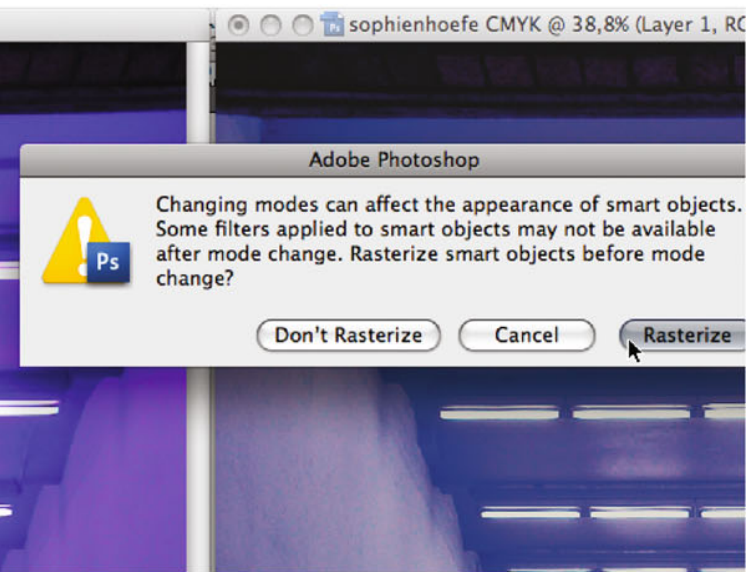 sophienhoefe CMYK @ 38,8% (Layer 1, RG
Adobe Photoshop
Changing modes can affect the appearance of smart objects.
Some filters applied to smart objects may not be available
after mode change. Rasterize smart objects before mode
change?
Ps
Don't Rasterize
Cancel
Rasterize